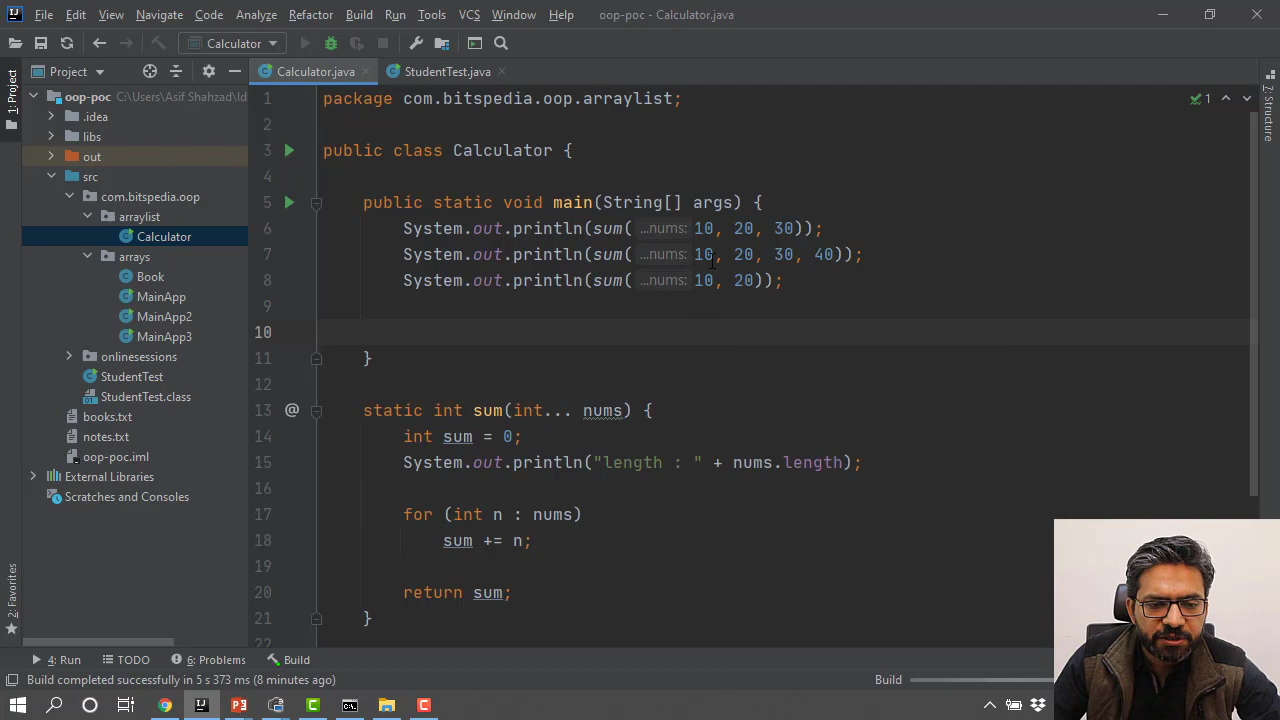 File Edit View Navigate Code Analyze Refactor Build Run Tools VCS Window Help oop-poc - Calculator.java
Calculator
Project
Calculator.java
StudentTest.java
1: Project
7: Structure
2: Favorites
oop-poc C:\Users\Asif Shahzad\Id
.idea
libs
out
src
com.bitspedia.oop
arraylist
Calculator
arrays
Book
MainApp
MainApp2
MainApp3
onlinesessions
StudentTest
StudentTest.class
books.txt
notes.txt
oop-poc.iml
External Libraries
Scratches and Consoles
1 package com.bitspedia.oop.arraylist;
1
2
3 public class Calculator {
4
5 public static void main(String[] args) {
6 System.out.println(sum( ...nums: 10, 20, 30));
7 System.out.println(sum( ...nums: 10, 20, 30, 40));
8 System.out.println(sum( ...nums: 10, 20));
9
10
11 }
12
13 @ static int sum(int... nums) {
14 int sum = 0;
15 System.out.println("length : " + nums.length);
16
17 for (int n : nums)
18 sum += n;
19
20 return sum;
21 }
22
4: Run TODO 6: Problems Build
Build completed successfully in 5 s 373 ms (8 minutes ago) Build